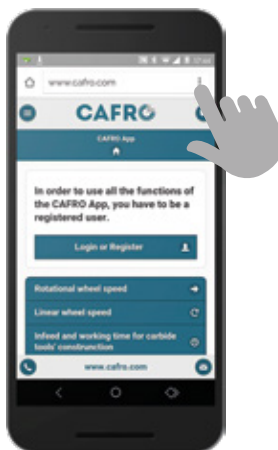 www.cafro.com
CAFRO
CAFRO App
In order to use all the functions of
the CAFRO App, you have to be a
registered user.
Login or Register
Rotational wheel speed
Linear wheel speed
Infeed and working time for carbide
tools' construnction
www.cafro.com